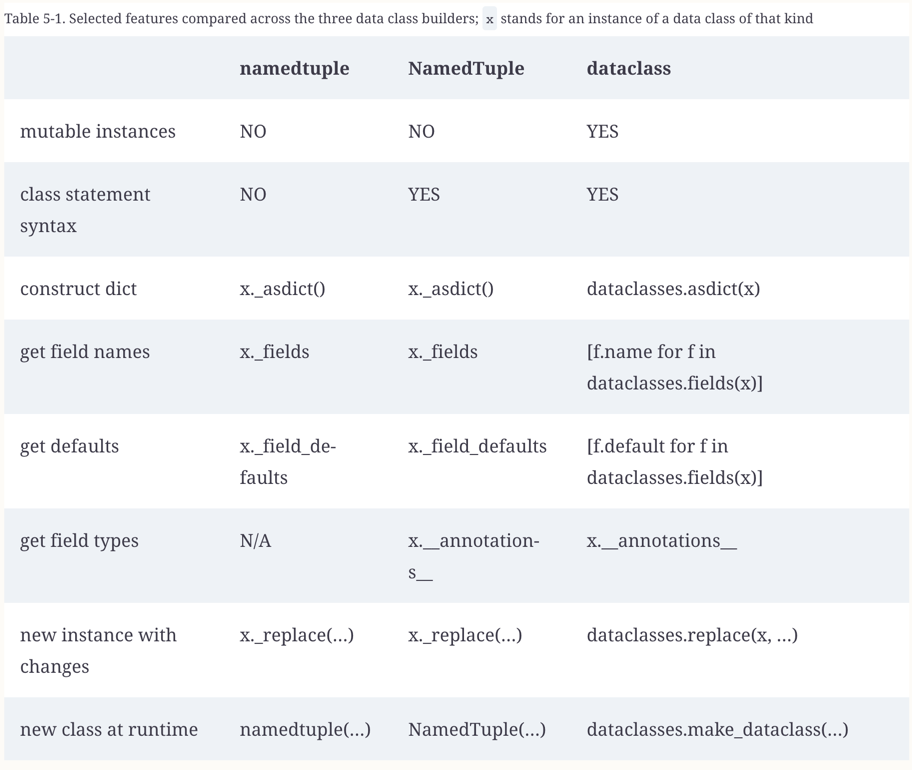 Table 5-1. Selected features compared across the three data class builders; x stands for an instance of a data class of that kind
namedtuple NamedTuple dataclass
mutable instances NO NO YES
class statement NO YES YES
syntax
construct dict x._asdict() x._asdict() dataclasses.asdict(x)
get field names x._fields x._fields [f.name for f in
dataclasses.fields(x)]
get defaults x._field_de- x._field_defaults [f.default for f in
faults dataclasses.fields(x)]
get field types N/A x.__annotation- x.__annotations__
s__
new instance with x._replace(…) x._replace(…) dataclasses.replace(x, …)
changes
new class at runtime namedtuple(…) NamedTuple(…) dataclasses.make_dataclass(…)